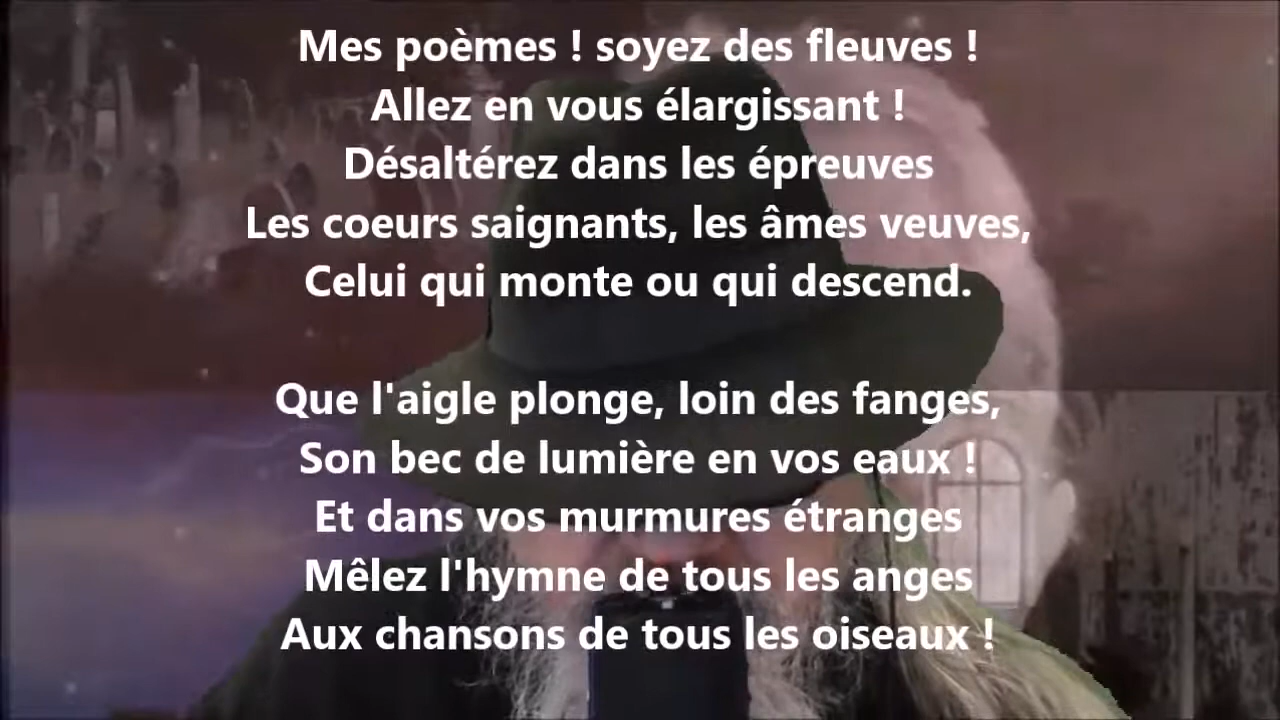 Mes poèmes ! soyez des fleuves !
Allez en vous élargissant !
Désaltérez dans les épreuves
Les coeurs saignants, les âmes veuves,
Celui qui monte ou qui descend.
Que l'aigle plonge, loin des fanges,
Son bec de lumière en vos eaux !
Et dans vos murmures étranges
Mêlez l'hymne de tous les anges
Aux chansons de tous les oiseaux !